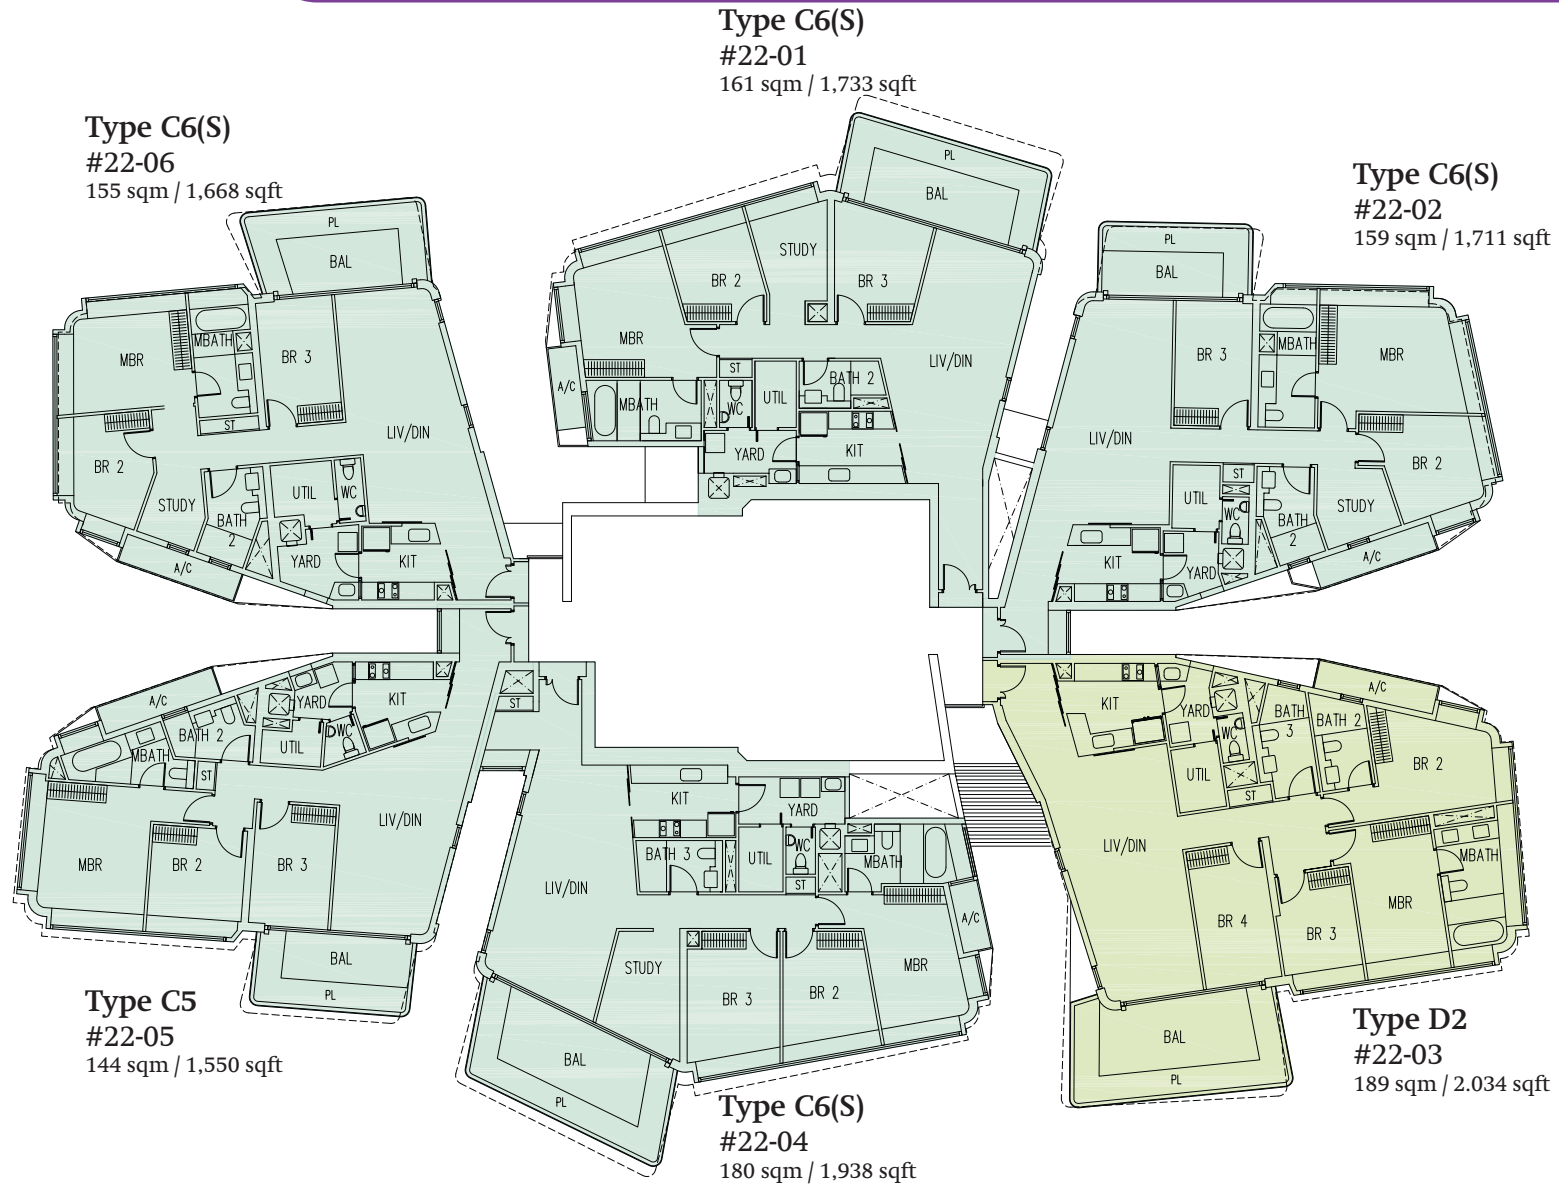 Type C6(S)
#22-01
161 sqm / 1,733 sqft
Type C6(S)
#22-06
155 sqm / 1,668 sqft
Type C6(S)
#22-02
159 sqm / 1,711 sqft
PL
BAL
STUDY
BR 2
BR 3
MBR
LIV/DIN
ST
A/C
UTIL
BATH 2
MBATH
WC
YARD
KIT
PL
BAL
MBATH
MBR
BR 3
ST
LIV/DIN
BR 2
UTIL
WC
STUDY
BATH
2
YARD
KIT
A/C
PL
BAL
BR 3
MBATH
MBR
LIV/DIN
BR 2
ST
UTIL
STUDY
WC
BATH
2
KIT
YARD
A/C
A/C
YARD
KIT
BATH 2
WC
UTIL
MBATH
ST
LIV/DIN
MBR
BR 2
BR 3
BAL
PL
ST
KIT
YARD
WC
BATH 3
UTIL
MBATH
ST
LIV/DIN
A/C
STUDY
MBR
BR 3
BR 2
BAL
PL
A/C
KIT
YARD
BATH
3
BATH 2
WC
BR 2
UTIL
ST
LIV/DIN
MBATH
MBR
BR 4
BR 3
BAL
PL
Type C5
#22-05
144 sqm / 1,550 sqft
Type D2
#22-03
189 sqm / 2.034 sqft
Type C6(S)
#22-04
180 sqm / 1,938 sqft